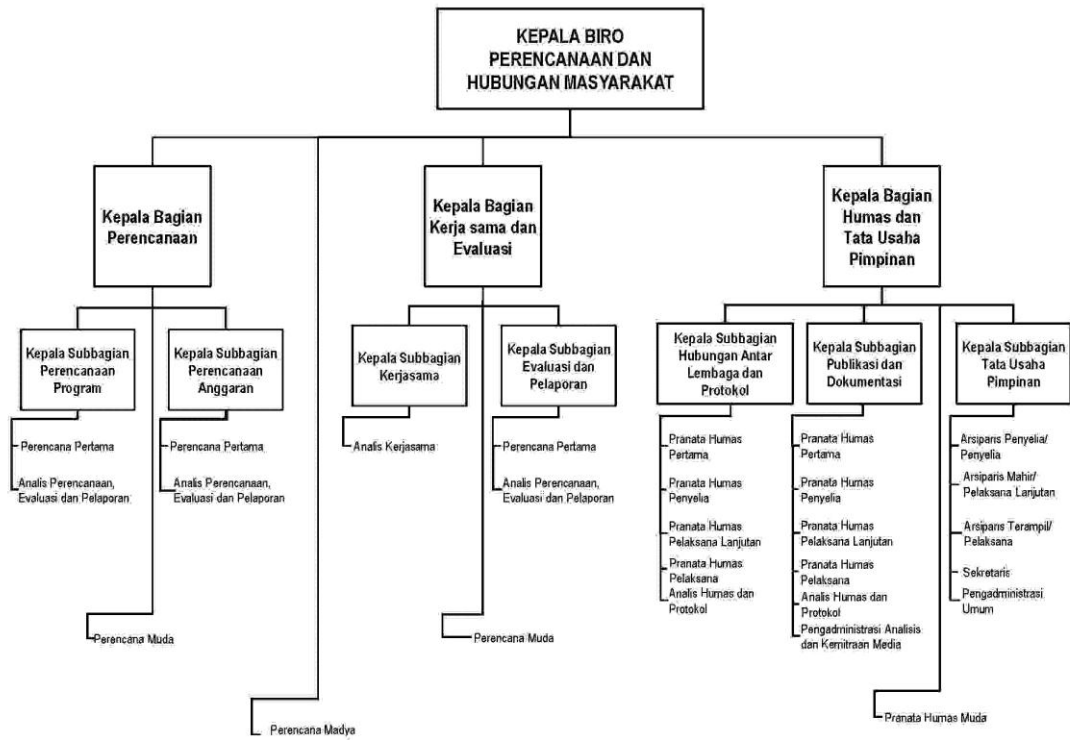 KEPALA BIRO
PERENCANAAN DAN
HUBUNGAN MASYARAKAT
Kepala Bagian
Perencanaan
Kepala Bagian
Kerja sama dan
Evaluasi
Kepala Bagian
Humas dan
Tata Usaha
Pimpinan
Kepala Subbagian
Perencanaan
Program
Kepala Subbagian
Perencanaan
Anggaran
Kepala Subbagian
Kerjasama
Kepala Subbagian
Evaluasi dan
Pelaporan
Kepala Subbagian
Hubungan Antar
Lembaga dan
Protokol
Kepala Subbagian
Publikasi dan
Dokumentasi
Kepala Subbagian
Tata Usaha
Pimpinan
Perencana Pertama
Analis Perencanaan,
Evaluasi dan Pelaporan
Perencana Pertama
Analis Perencanaan,
Evaluasi dan Pelaporan
Analis Kerjasama
Perencana Pertama
Analis Perencanaan,
Evaluasi dan Pelaporan
Pranata Humas
Pertama
Pranata Humas
Penyelia
Pranata Humas
Pelaksana Lanjutan
Pranata Humas
Pelaksana
Analis Humas dan
Protokol
Pranata Humas
Pertama
Pranata Humas
Penyelia
Pranata Humas
Pelaksana Lanjutan
Pranata Humas
Pelaksana
Analis Humas dan
Protokol
Pengadministrasi Analisis
dan Kemitraan Media
Arsiparis Penyelia/
Penyelia
Arsiparis Mahir/
Pelaksana Lanjutan
Arsiparis Terampil/
Pelaksana
Sekretaris
Pengadministrasi
Umum
Perencana Muda
Perencana Muda
Pranata Humas Muda
Perencana Madya